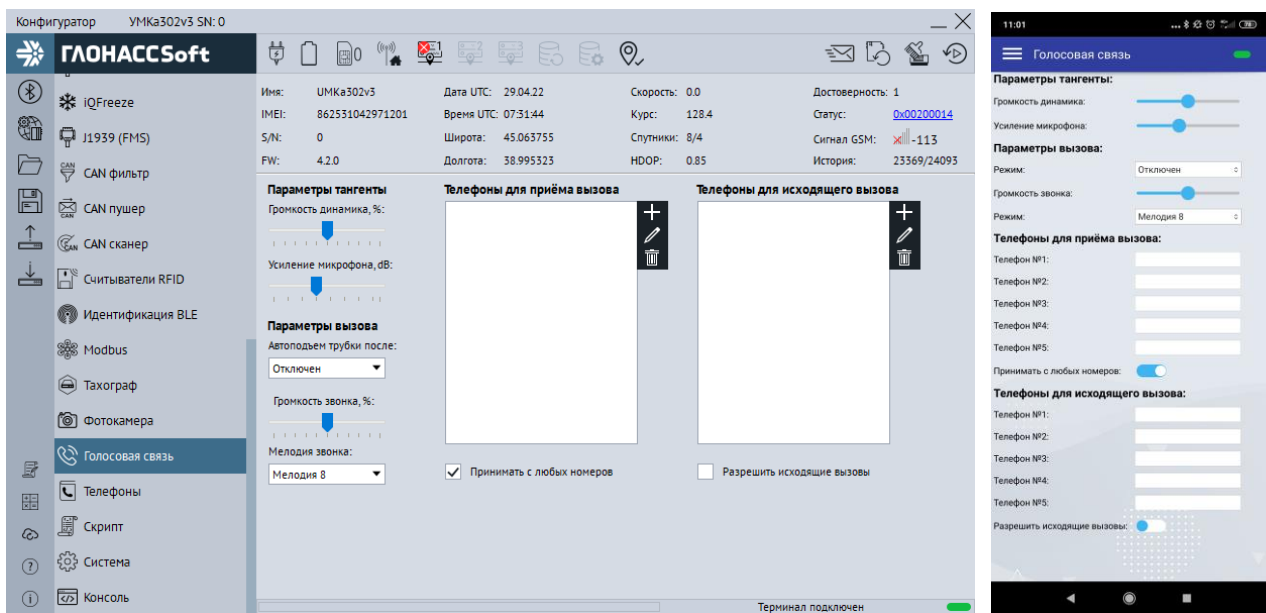 Конфигуратор УМКа302v3 SN: 0
ГЛОНАССSoft
0
Имя: УМКа302v3 Дата UTC: 29.04.22 Скорость: 0.0 Достоверность: 1
IMEI: 862531042971201 Время UTC: 07:31:44 Курс: 128.4 Статус: 0x00200014
S/N: 0 Широта: 45.063755 Спутники: 8/4 Сигнал GSM: -113
FW: 4.2.0 Долгота: 38.995323 HDOP: 0.85 История: 23369/24093
iQFreeze
J1939 (FMS)
CAN фильтр
CAN пушер
CAN сканер
Считыватели RFID
Идентификация BLE
Modbus
Тахограф
Фотокамера
Голосовая связь
Телефоны
Скрипт
Система
Консоль
Параметры тангенты
Громкость динамика, %:
Усиление микрофона, dB:
Параметры вызова
Автоподъем трубки после:
Отключен
Громкость звонка, %:
Мелодия звонка:
Мелодия 8
Телефоны для приёма вызова
Принимать с любых номеров
Телефоны для исходящего вызова
Разрешить исходящие вызовы
Терминал подключен
11:01
78
Голосовая связь
Параметры тангенты:
Громкость динамика:
Усиление микрофона:
Параметры вызова:
Режим: Отключен
Громкость звонка:
Режим: Мелодия 8
Телефоны для приёма вызова:
Телефон №1:
Телефон №2:
Телефон №3:
Телефон №4:
Телефон №5:
Принимать с любых номеров:
Телефоны для исходящего вызова:
Телефон №1:
Телефон №2:
Телефон №3:
Телефон №4:
Телефон №5:
Разрешить исходящие вызовы: